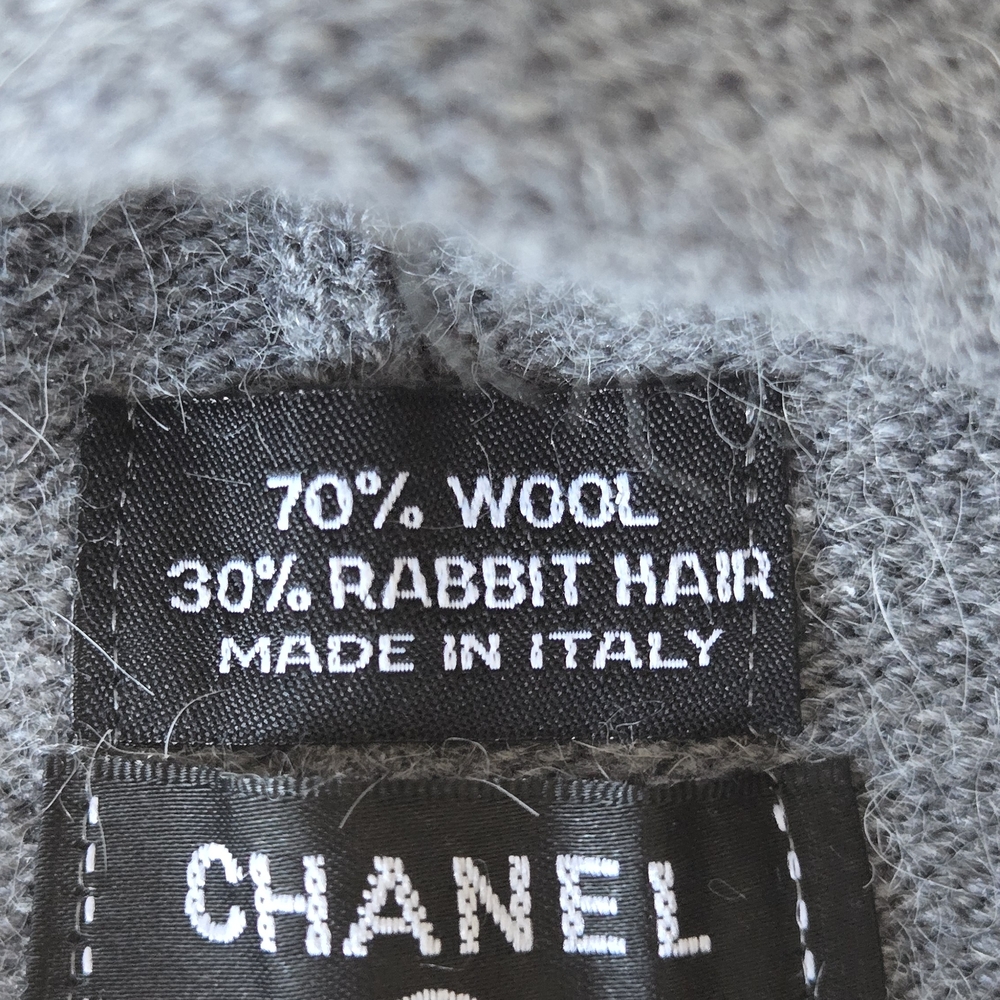 70% WOOL
30% RABBIT HAIR
MADE IN ITALY
CHANEL